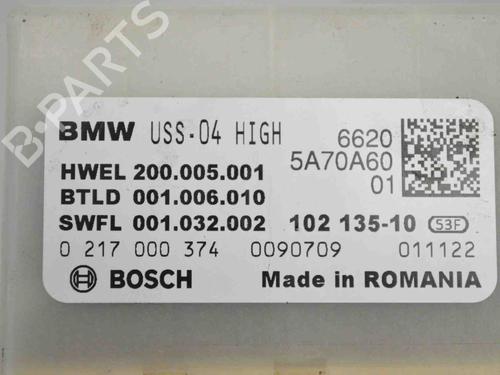 BMW USS-04 HIGH 6620
5A70A60
01
HWEL 200.005.001
BTLD 001.006.010
SWFL 001.032.002 102 135-10 S3F
0 217 000 374 0090709 011122
BOSCH Made in ROMANIA
B-PARTS